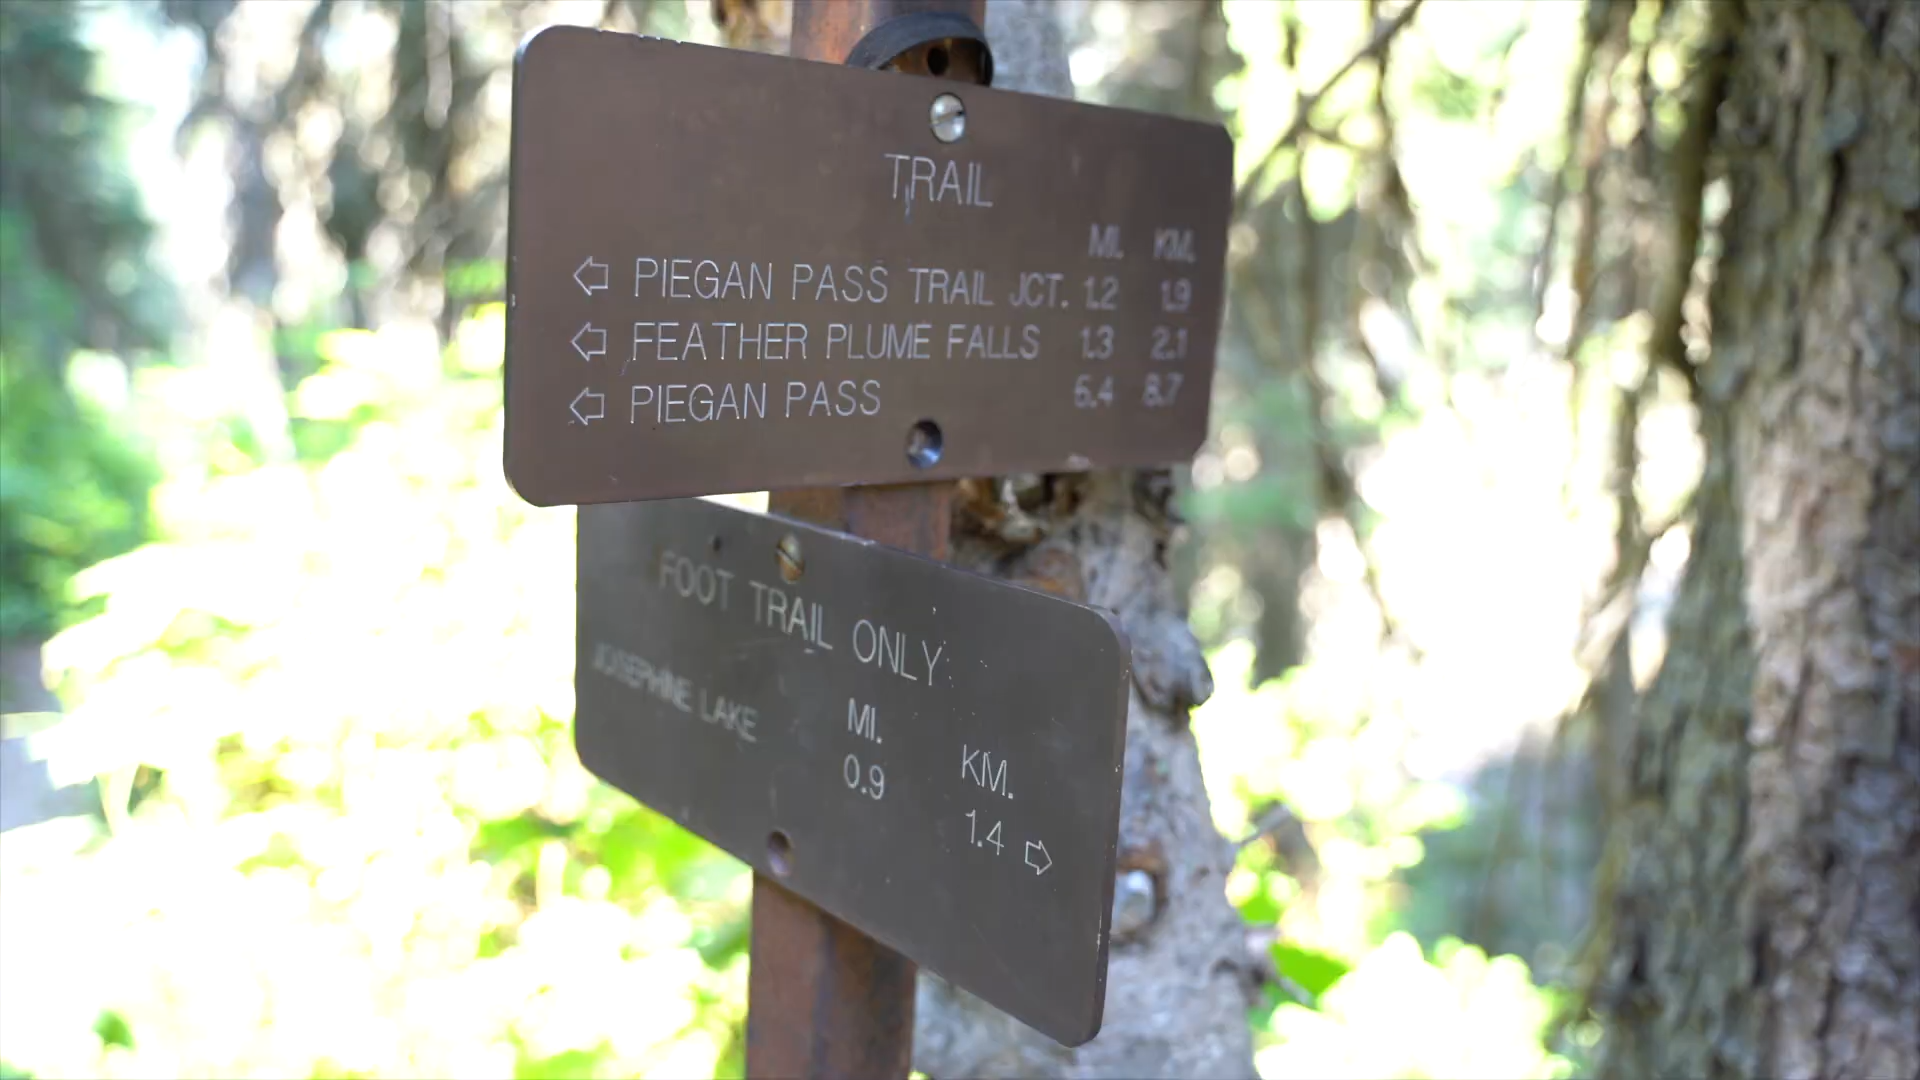 TRAIL
MI. KM.
⇦ PIEGAN PASS TRAIL JCT. 1.2 1.9
⇦ FEATHER PLUME FALLS 1.3 2.1
⇦ PIEGAN PASS 5.4 8.7
FOOT TRAIL ONLY
MI. KM.
JOSEPHINE LAKE 0.9 1.4 ⇨